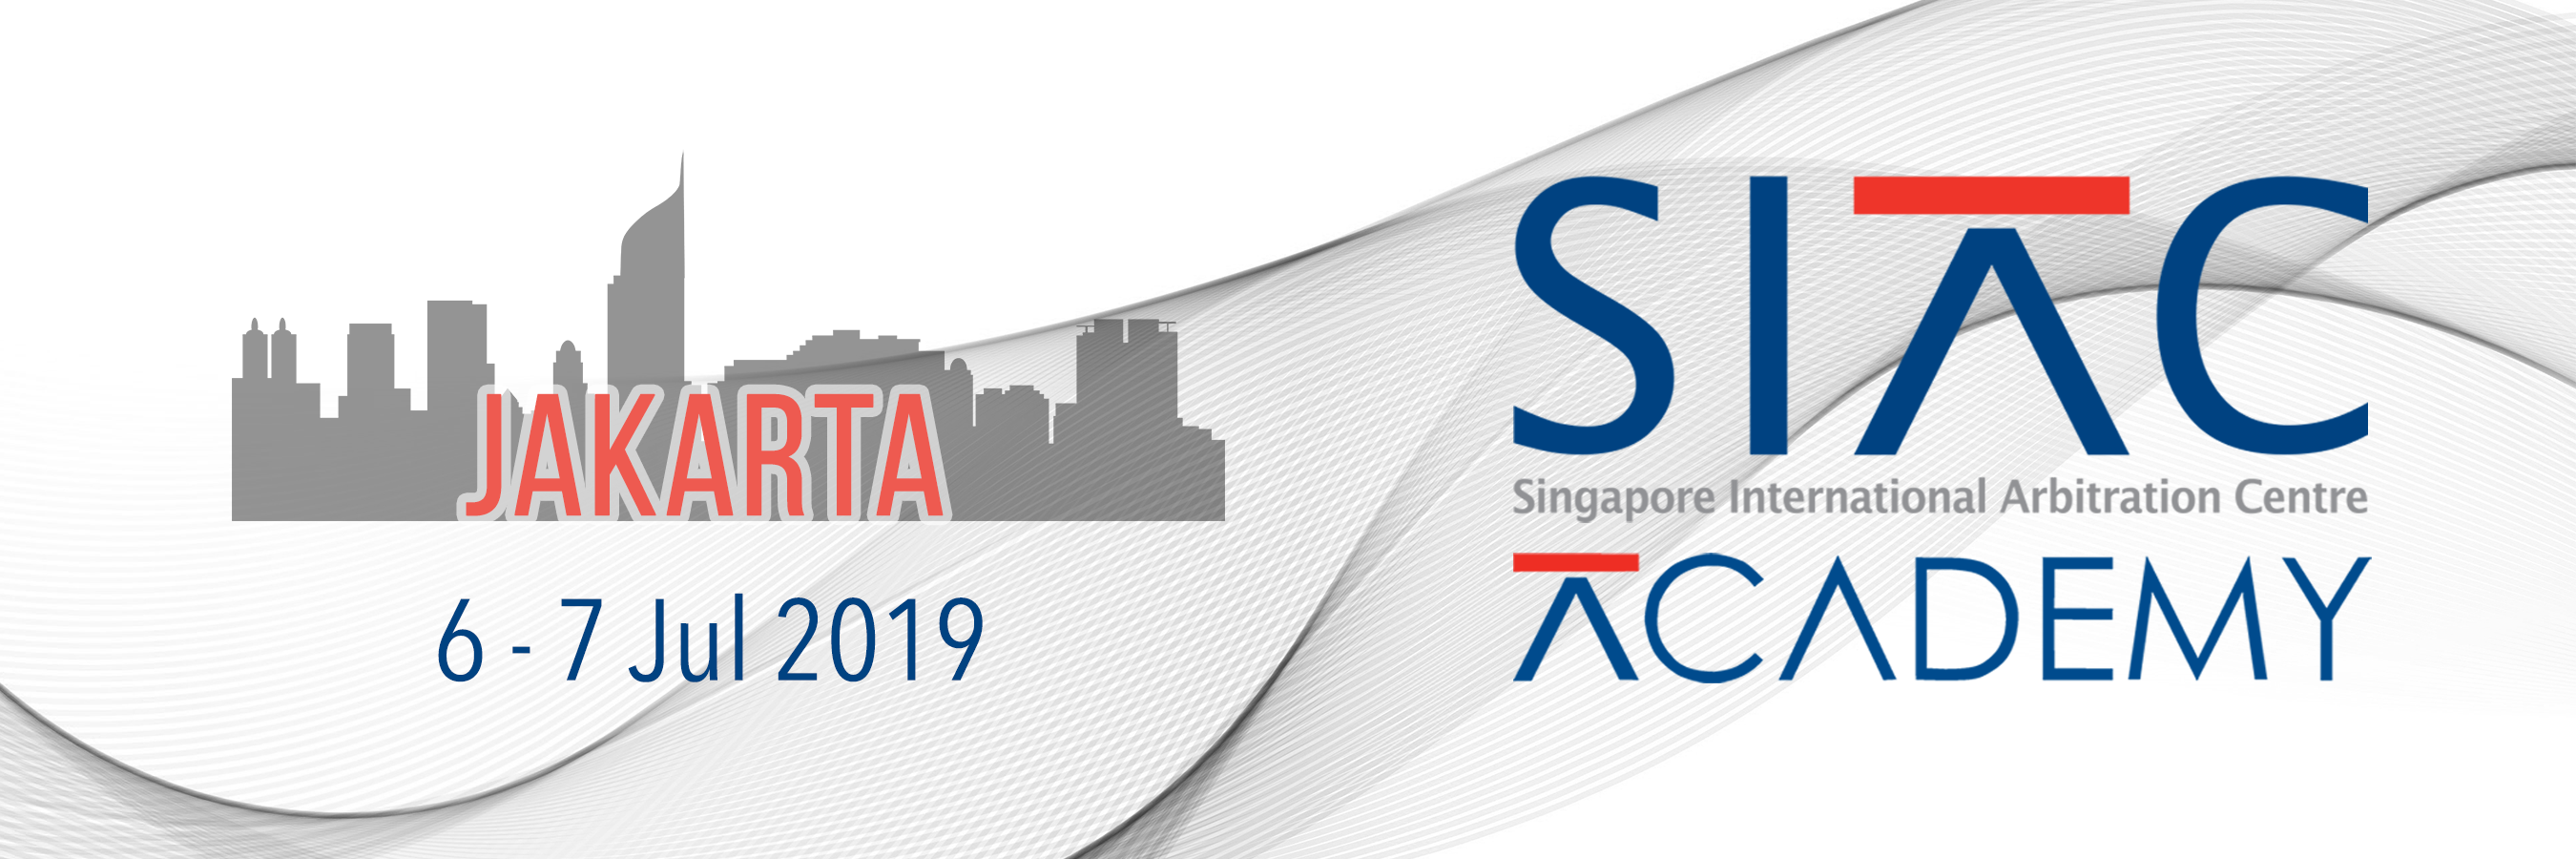 JAKARTA
6 - 7 Jul 2019
SIAC
Singapore International Arbitration Centre
ACADEMY